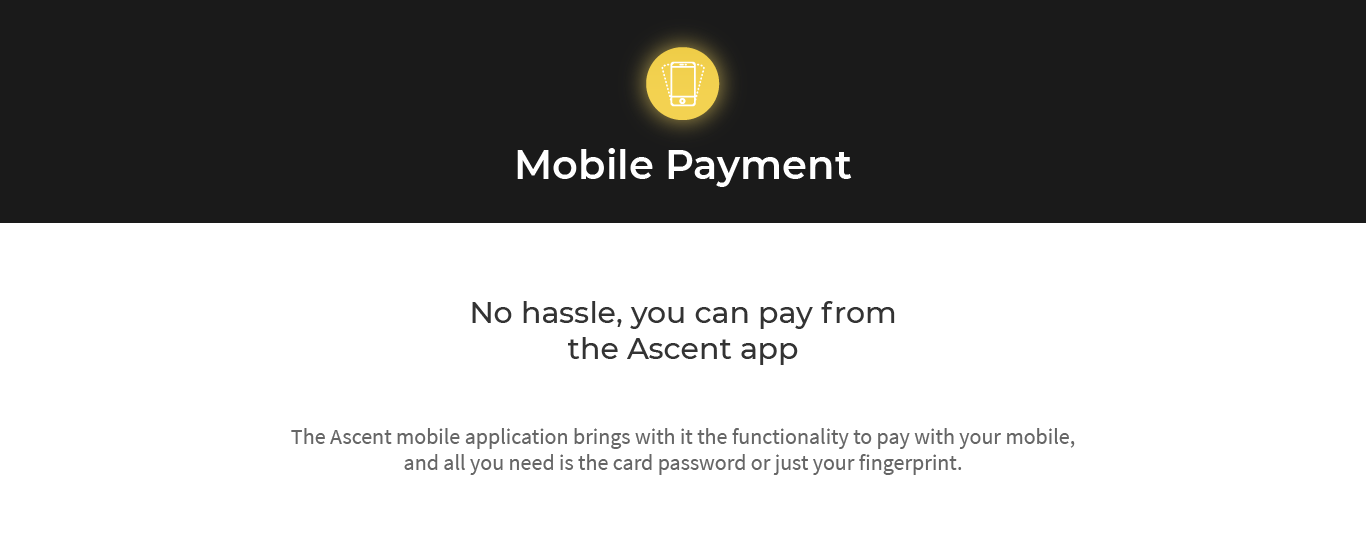 Mobile Payment
No hassle, you can pay from
the Ascent app
The Ascent mobile application brings with it the functionality to pay with your mobile,
and all you need is the card password or just your fingerprint.